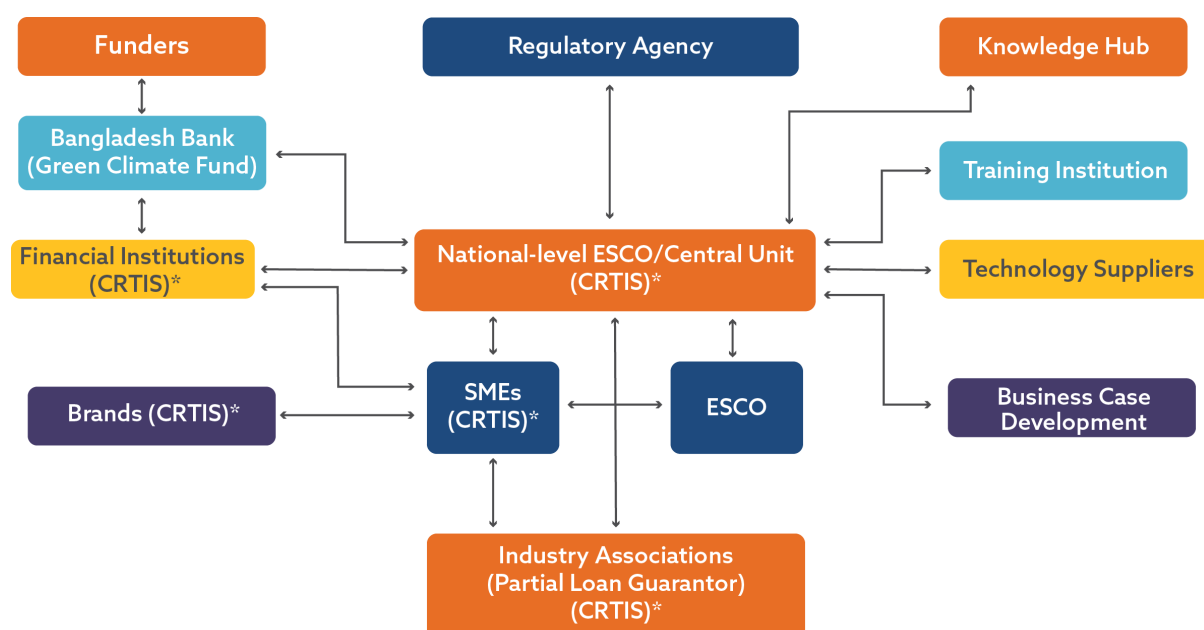 Funders
Regulatory Agency
Knowledge Hub
Bangladesh Bank
(Green Climate Fund)
Training Institution
Financial Institutions
(CRTIS)*
National-level ESCO/Central Unit
(CRTIS)*
Technology Suppliers
Brands (CRTIS)*
SMEs
(CRTIS)*
ESCO
Business Case
Development
Industry Associations
(Partial Loan Guarantor)
(CRTIS)*